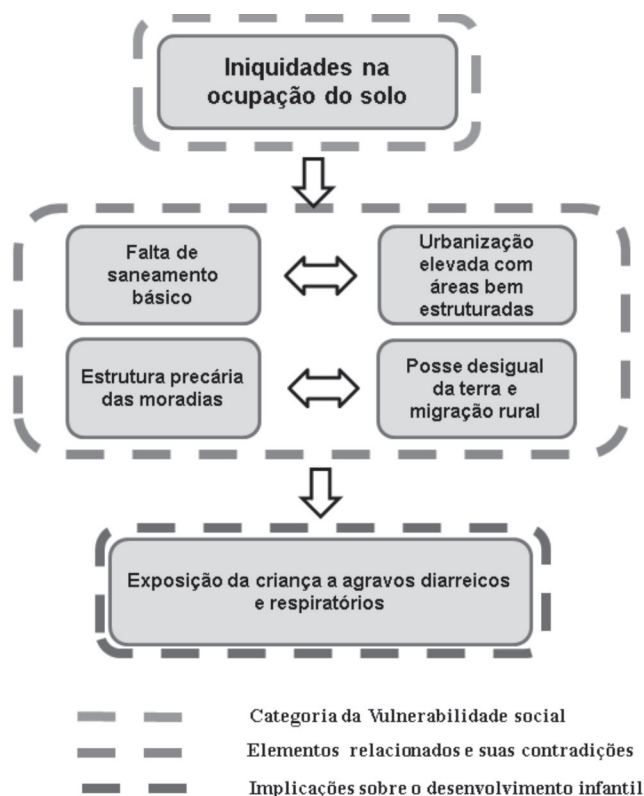 Iniquidades na
ocupação do solo
Falta de
saneamento
básico
Urbanização
elevada com
áreas bem
estruturadas
Estrutura precária
das moradias
Posse desigual
da terra e
migração rural
Exposição da criança a agravos diarreicos
e respiratórios
Categoria da Vulnerabilidade social
Elementos relacionados e suas contradições
Implicações sobre o desenvolvimento infantil